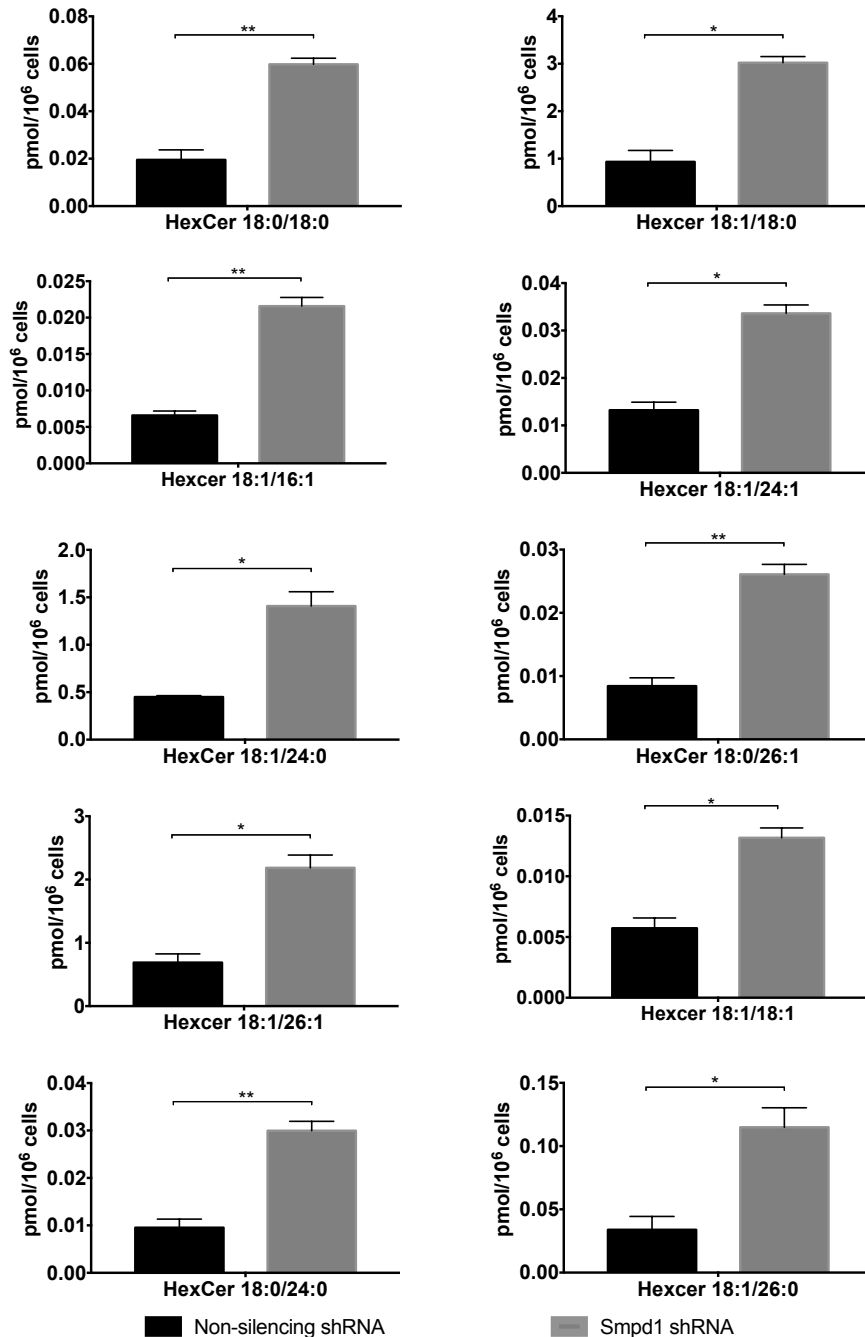 0.08
0.06
0.04
0.02
0.00
pmol/10⁶ cells
**
HexCer 18:0/18:0
4
3
2
1
0
pmol/10⁶ cells
*
Hexcer 18:1/18:0
0.025
0.020
0.015
0.010
0.005
0.000
pmol/10⁶ cells
**
Hexcer 18:1/16:1
0.04
0.03
0.02
0.01
0.00
pmol/10⁶ cells
*
Hexcer 18:1/24:1
2.0
1.5
1.0
0.5
0.0
pmol/10⁶ cells
*
HexCer 18:1/24:0
0.03
0.02
0.01
0.00
pmol/10⁶ cells
**
HexCer 18:0/26:1
3
2
1
0
pmol/10⁶ cells
*
Hexcer 18:1/26:1
0.015
0.010
0.005
0.000
pmol/10⁶ cells
*
Hexcer 18:1/18:1
0.04
0.03
0.02
0.01
0.00
pmol/10⁶ cells
**
HexCer 18:0/24:0
0.15
0.10
0.05
0.00
pmol/10⁶ cells
*
Hexcer 18:1/26:0
Non-silencing shRNA
Smpd1 shRNA